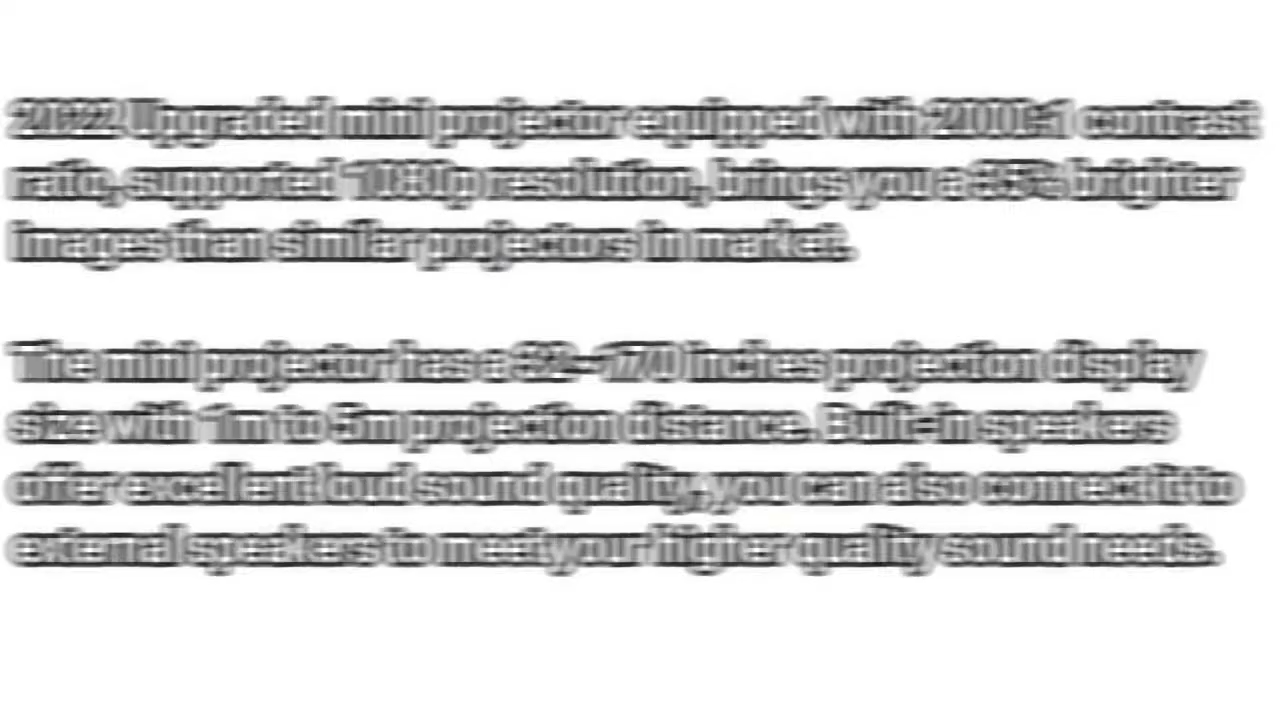 2022 Upgraded mini projector equipped with 2000:1 contrast
ratio, supported 1080p resolution, brings you a brighter
images than similar projectors in market.
The mini projector has a inches projection display
size with 1m to 5m projection distance. Built-in speakers
offer excellent loud sound quality, you can also connect it to
external speakers to meet your higher quality sound needs.